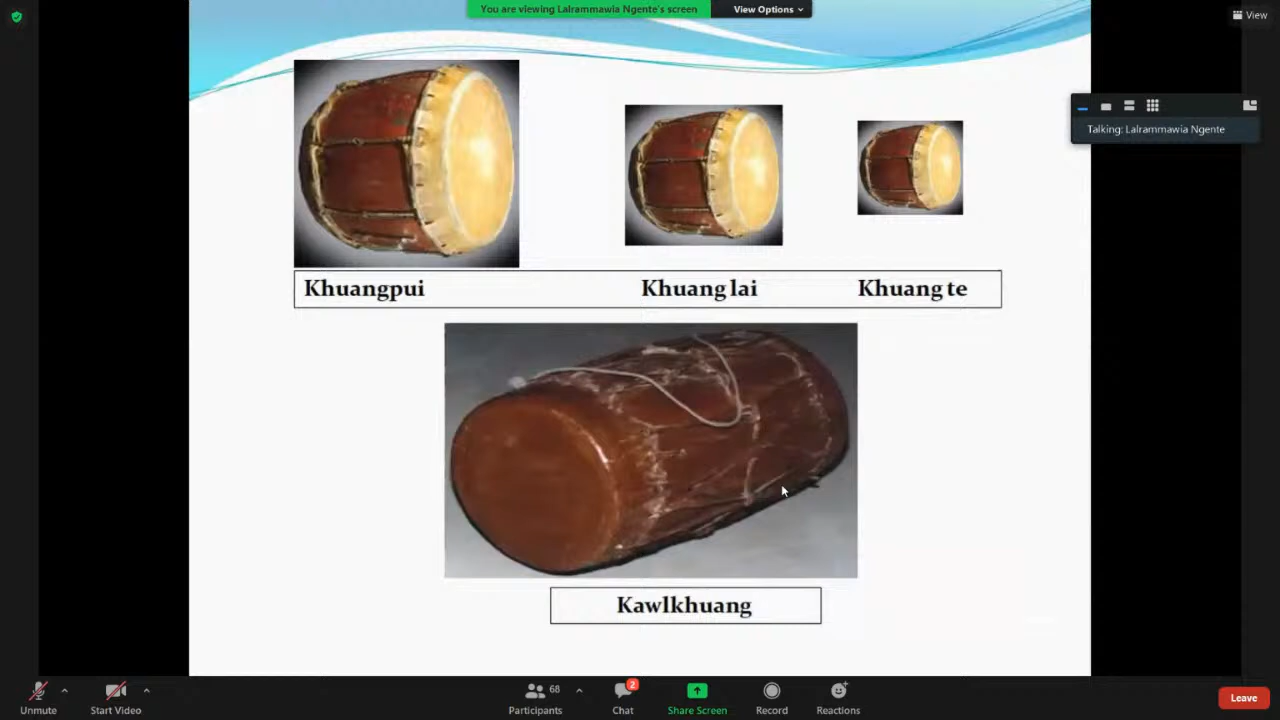 You are viewing Lalrammawia Ngente's screen
View Options
View
Talking: Lalrammawia Ngente
Khuangpui Khuang lai Khuang te
Kawlkhuang
Unmute
Start Video
68
Participants
2
Chat
Share Screen
Record
Reactions
Leave